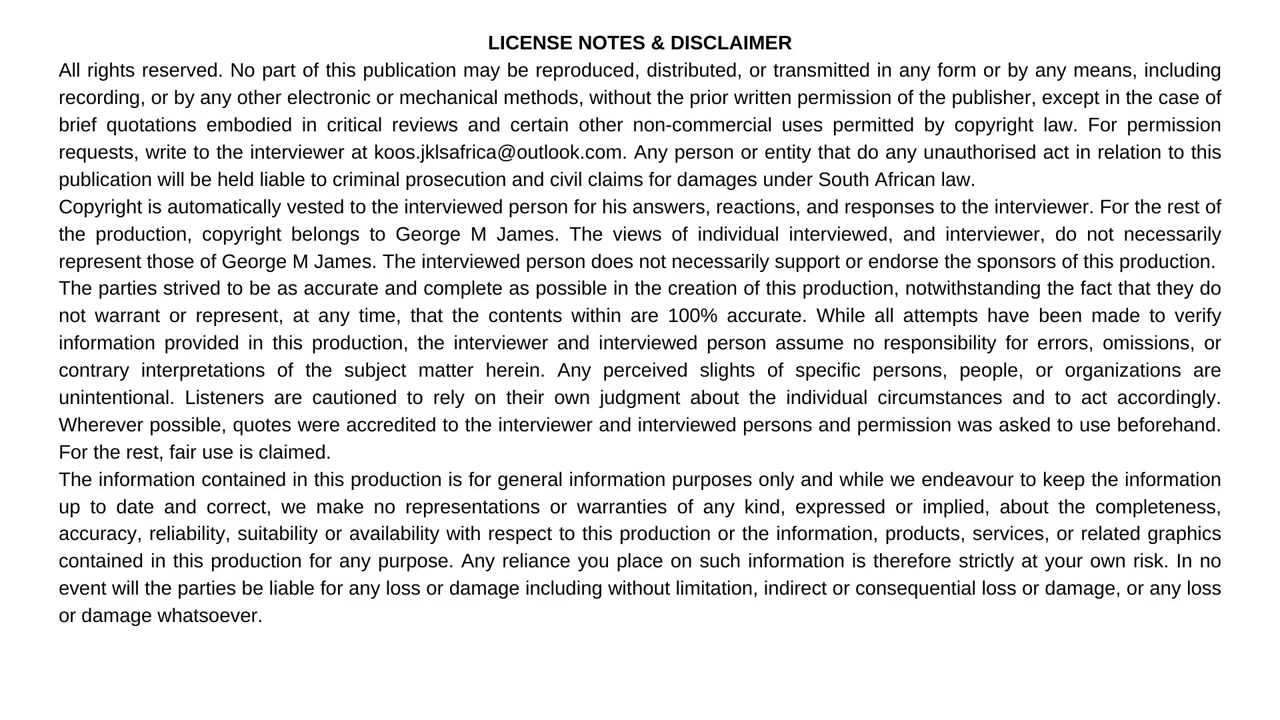 LICENSE NOTES & DISCLAIMER
All rights reserved. No part of this publication may be reproduced, distributed, or transmitted in any form or by any means, including
recording, or by any other electronic or mechanical methods, without the prior written permission of the publisher, except in the case of
brief quotations embodied in critical reviews and certain other non-commercial uses permitted by copyright law. For permission
requests, write to the interviewer at koos.jklsafrica@outlook.com. Any person or entity that do any unauthorised act in relation to this
publication will be held liable to criminal prosecution and civil claims for damages under South African law.
Copyright is automatically vested to the interviewed person for his answers, reactions, and responses to the interviewer. For the rest of
the production, copyright belongs to George M James. The views of individual interviewed, and interviewer, do not necessarily
represent those of George M James. The interviewed person does not necessarily support or endorse the sponsors of this production.
The parties strived to be as accurate and complete as possible in the creation of this production, notwithstanding the fact that they do
not warrant or represent, at any time, that the contents within are 100% accurate. While all attempts have been made to verify
information provided in this production, the interviewer and interviewed person assume no responsibility for errors, omissions, or
contrary interpretations of the subject matter herein. Any perceived slights of specific persons, people, or organizations are
unintentional. Listeners are cautioned to rely on their own judgment about the individual circumstances and to act accordingly.
Wherever possible, quotes were accredited to the interviewer and interviewed persons and permission was asked to use beforehand.
For the rest, fair use is claimed.
The information contained in this production is for general information purposes only and while we endeavour to keep the information
up to date and correct, we make no representations or warranties of any kind, expressed or implied, about the completeness,
accuracy, reliability, suitability or availability with respect to this production or the information, products, services, or related graphics
contained in this production for any purpose. Any reliance you place on such information is therefore strictly at your own risk. In no
event will the parties be liable for any loss or damage including without limitation, indirect or consequential loss or damage, or any loss
or damage whatsoever.